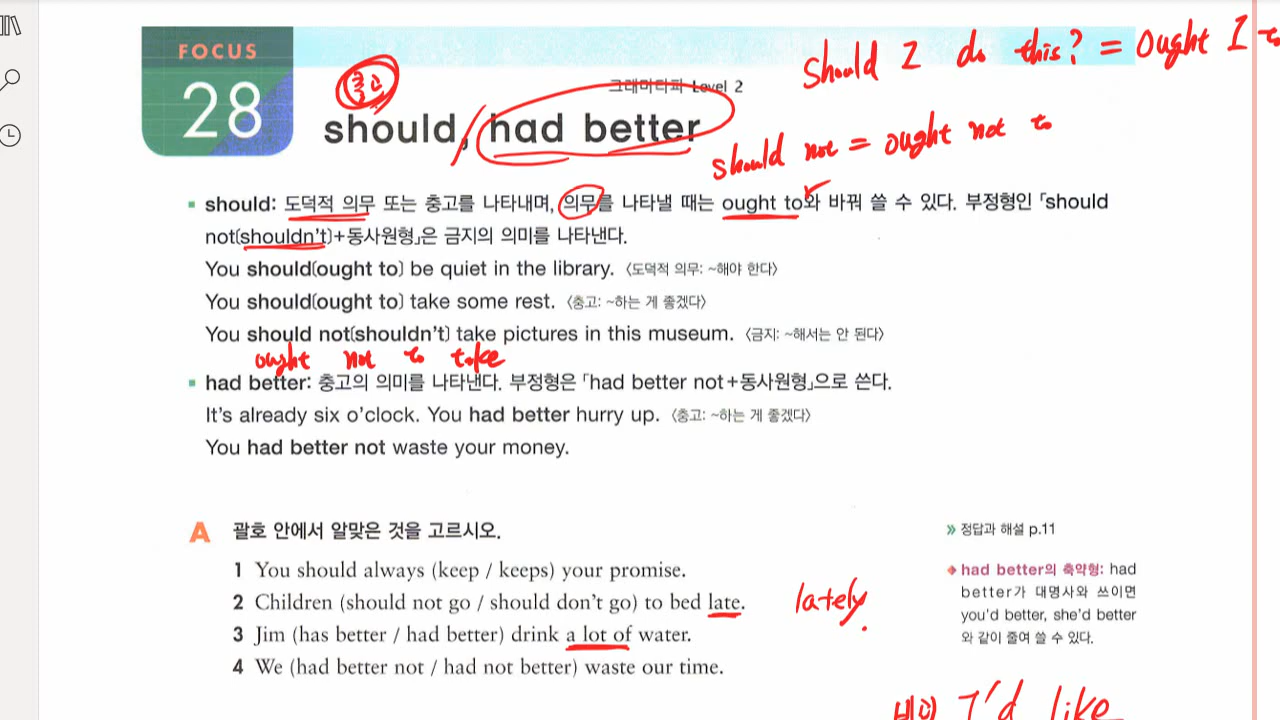 FOCUS
28
충고
그래머타파 Level 2
should, had better
Should I do this? = Ought I to
should not = ought not to
should: 도덕적 의무 또는 충고를 나타내며, 의무를 나타낼 때는 ought to와 바꿔 쓸 수 있다. 부정형인 「should
not(shouldn't)+동사원형」은 금지의 의미를 나타낸다.
You should(ought to) be quiet in the library. 〈도덕적 의무: ~해야 한다〉
You should(ought to) take some rest. 〈충고: ~하는 게 좋겠다〉
You should not(shouldn't) take pictures in this museum. 〈금지: ~해서는 안 된다〉
ought not to take
had better: 충고의 의미를 나타낸다. 부정형은 「had better not+동사원형」으로 쓴다.
It's already six o'clock. You had better hurry up. 〈충고: ~하는 게 좋겠다〉
You had better not waste your money.
A 괄호 안에서 알맞은 것을 고르시오.
1 You should always (keep / keeps) your promise.
2 Children (should not go / should don't go) to bed late.
lately
3 Jim (has better / had better) drink a lot of water.
4 We (had better not / had not better) waste our time.
» 정답과 해설 p.11
had better의 축약형: had
better가 대명사와 쓰이면
you'd better, she'd better
와 같이 줄여 쓸 수 있다.
I'd like